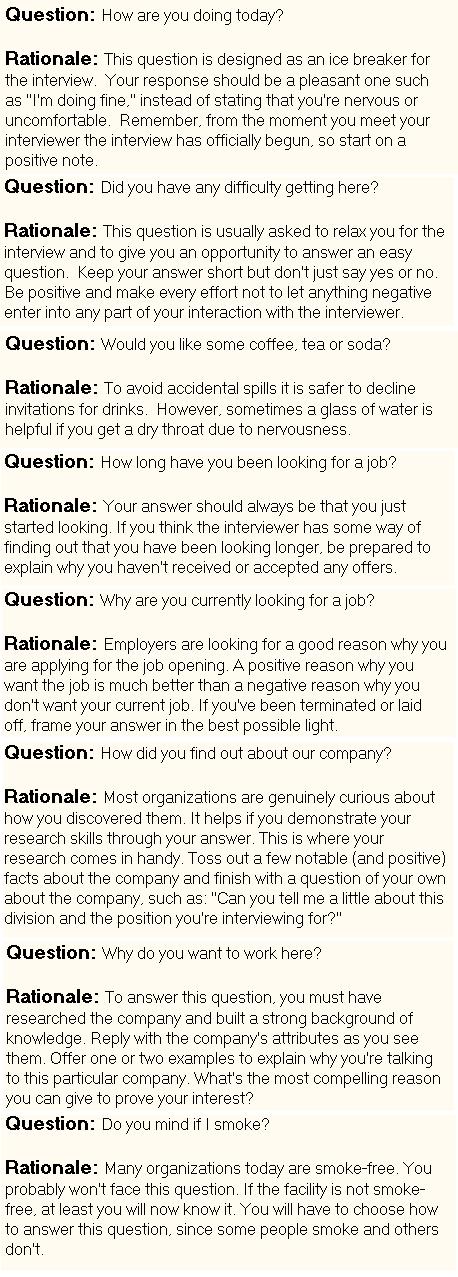 Question: How are you doing today?
Rationale: This question is designed as an ice breaker for
the interview.  Your response should be a pleasant one such
as "I'm doing fine," instead of stating that you're nervous or
uncomfortable.  Remember, from the moment you meet your
interviewer the interview has officially begun, so start on a
positive note.
Question: Did you have any difficulty getting here?
Rationale: This question is usually asked to relax you for the
interview and to give you an opportunity to answer an easy
question.  Keep your answer short but don't just say yes or no.
Be positive and make every effort not to let anything negative
enter into any part of your interaction with the interviewer.
Question: Would you like some coffee, tea or soda?
Rationale: To avoid accidental spills it is safer to decline
invitations for drinks.  However, sometimes a glass of water is
helpful if you get a dry throat due to nervousness.
Question: How long have you been looking for a job?
Rationale: Your answer should always be that you just
started looking. If you think the interviewer has some way of
finding out that you have been looking longer, be prepared to
explain why you haven't received or accepted any offers.
Question: Why are you currently looking for a job?
Rationale: Employers are looking for a good reason why you
are applying for the job opening. A positive reason why you
want the job is much better than a negative reason why you
don't want your current job. If you've been terminated or laid
off, frame your answer in the best possible light.
Question: How did you find out about our company?
Rationale: Most organizations are genuinely curious about
how you discovered them. It helps if you demonstrate your
research skills through your answer. This is where your
research comes in handy. Toss out a few notable (and positive)
facts about the company and finish with a question of your own
about the company, such as: "Can you tell me a little about this
division and the position you're interviewing for?"
Question: Why do you want to work here?
Rationale: To answer this question, you must have
researched the company and built a strong background of
knowledge. Reply with the company's attributes as you see
them. Offer one or two examples to explain why you're talking
to this particular company. What's the most compelling reason
you can give to prove your interest?
Question: Do you mind if I smoke?
Rationale: Many organizations today are smoke-free. You
probably won't face this question. If the facility is not smoke-
free, at least you will now know it. You will have to choose how
to answer this question, since some people smoke and others
don't.